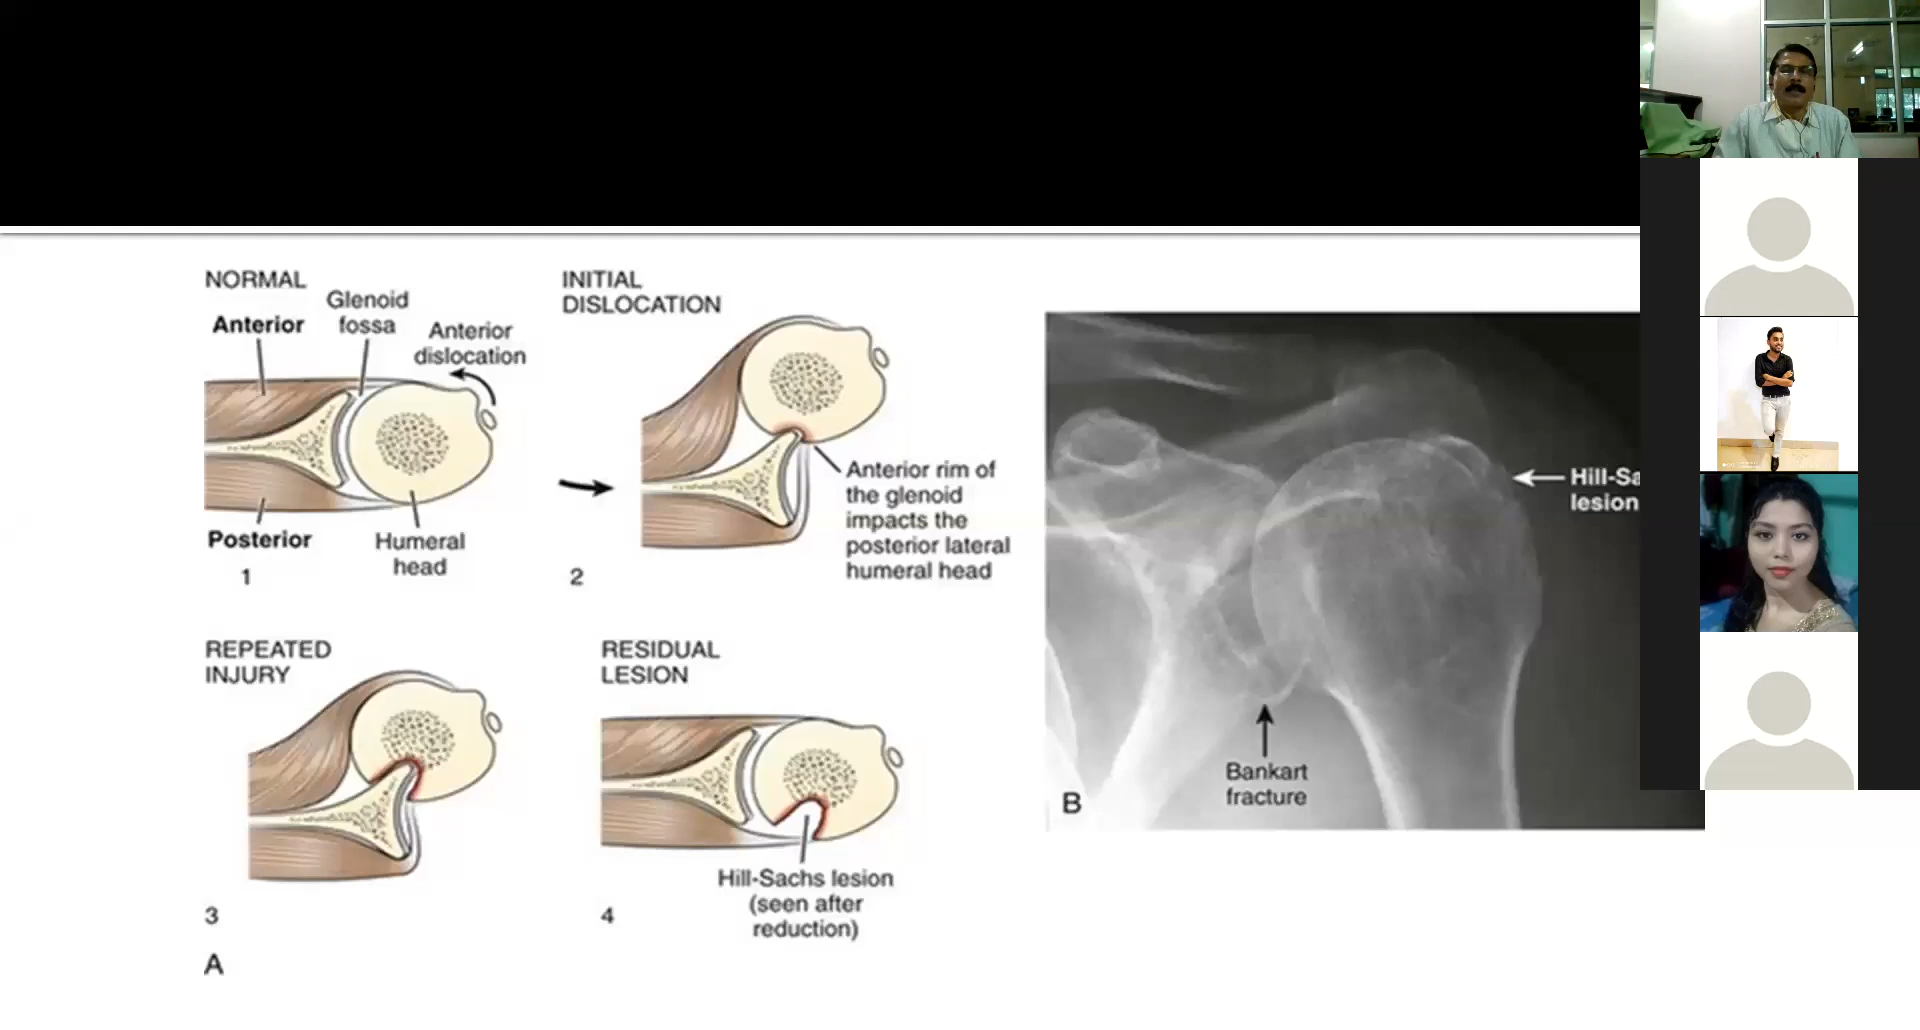 NORMAL
Anterior
Glenoid
fossa
Anterior
dislocation
Posterior
Humeral
head
1
INITIAL
DISLOCATION
Anterior rim of
the glenoid
impacts the
posterior lateral
humeral head
2
REPEATED
INJURY
3
RESIDUAL
LESION
Hill-Sachs lesion
(seen after
reduction)
4
A
Hill-Sa
lesion
Bankart
fracture
B